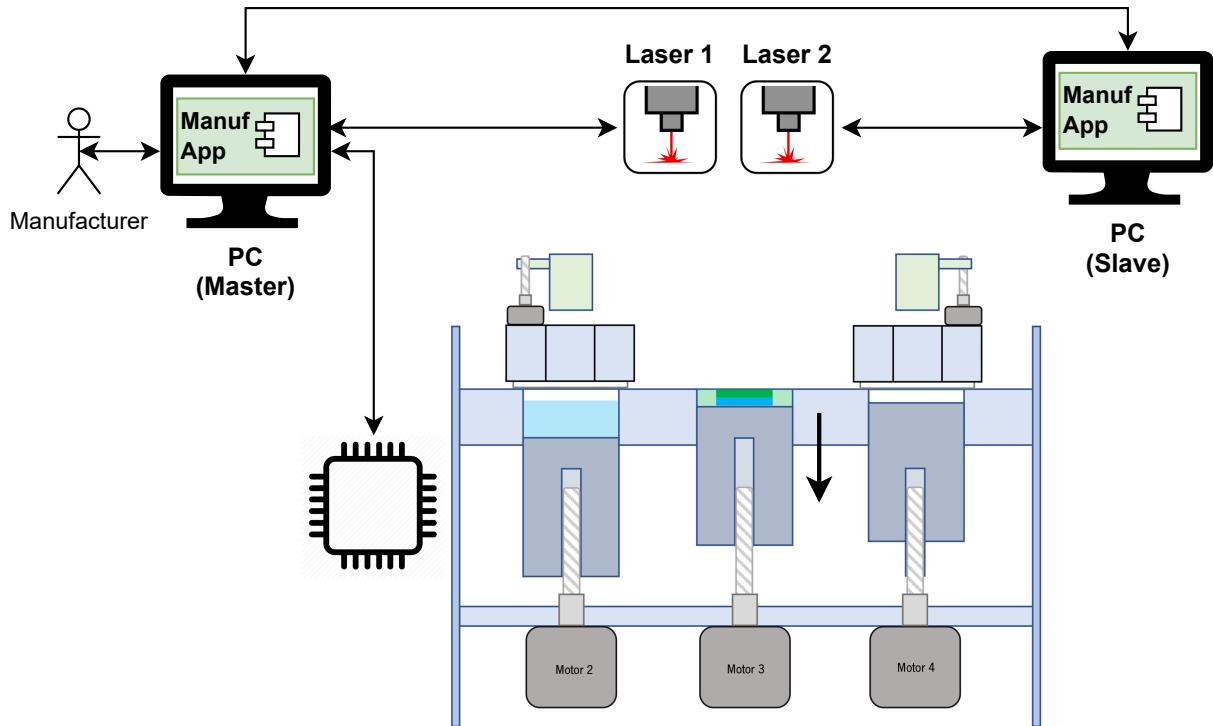 Laser 1
Laser 2
Manuf
App
Manuf
App
Manufacturer
PC
(Master)
PC
(Slave)
Motor 2
Motor 3
Motor 4